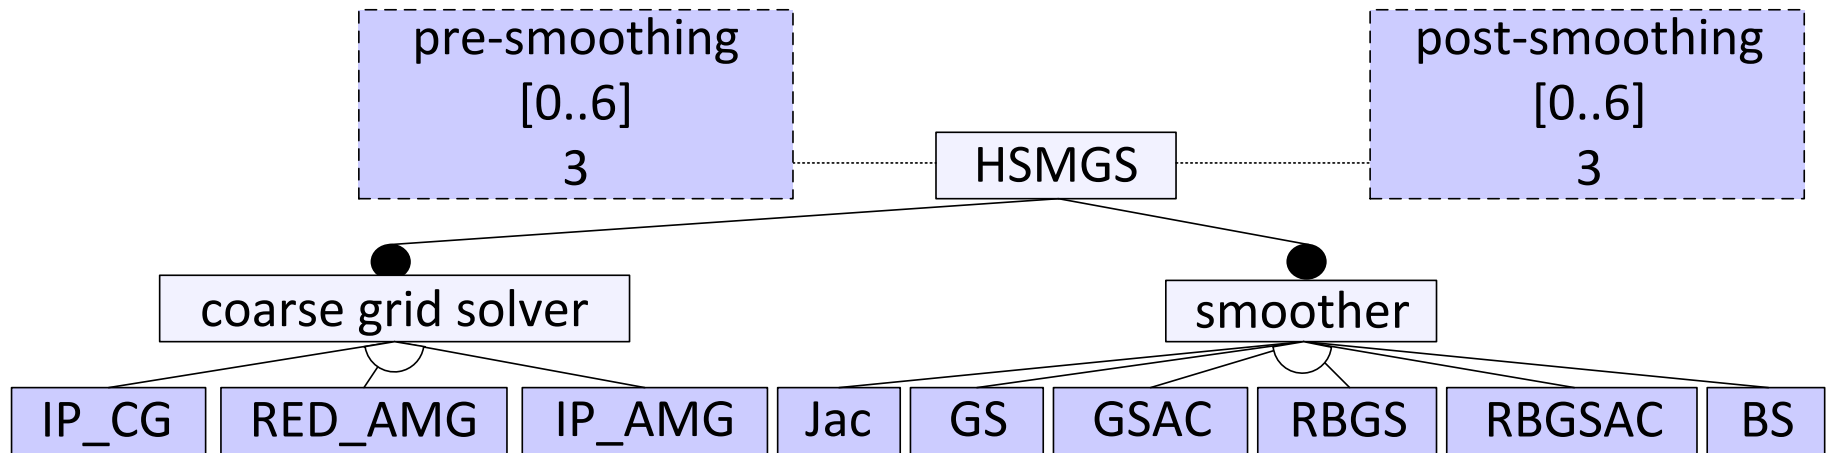 pre-smoothing
[0..6]
3
post-smoothing
[0..6]
3
HSMGS
coarse grid solver
smoother
IP_CG
RED_AMG
IP_AMG
Jac
GS
GSAC
RBGS
RBGSAC
BS